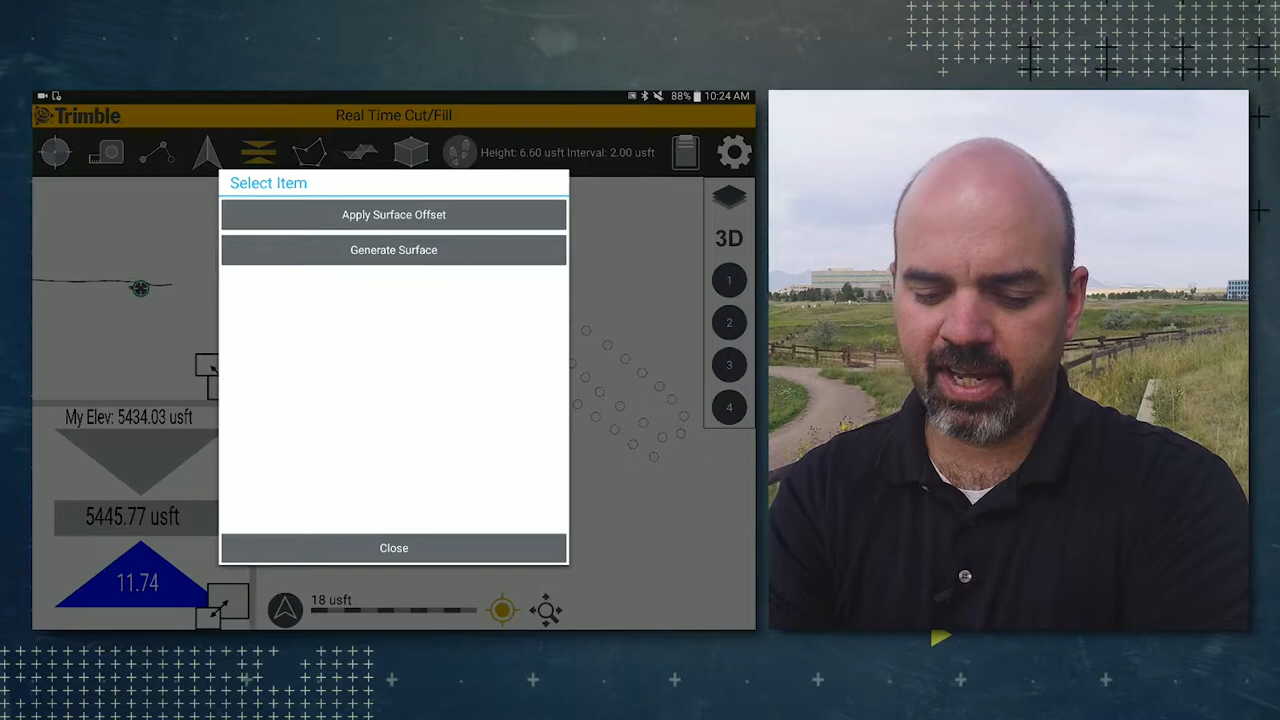 88% 10:24 AM
Trimble
Real Time Cut/Fill
Height: 6.60 usft Interval: 2.00 usft
Select Item
Apply Surface Offset
Generate Surface
Close
3D
1
2
3
4
My Elev: 5434.03 usft
5445.77 usft
11.74
18 usft